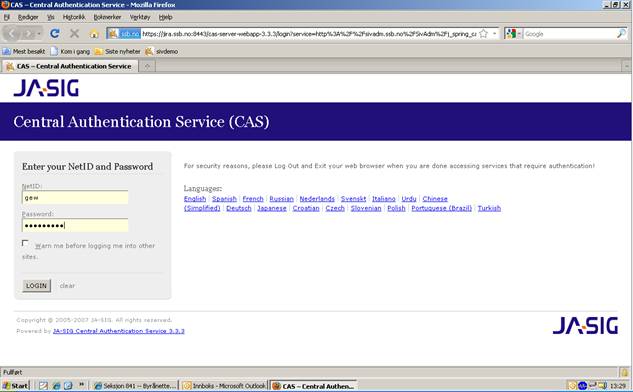 CAS – Central Authentication Service - Mozilla Firefox
Fil Rediger Vis Historikk Bokmerker Verktøy Hjelp
ssb.no https://jira.ssb.no:8443/cas-server-webapp-3.3.3/login?service=http%3A%2F%2Fsivadm.ssb.no%2FSivAdm%2Fj_spring_ca Google
Mest besøkt Kom i gang Siste nyheter sivdemo
CAS – Central Authentication Service
JA-SIG
Central Authentication Service (CAS)
Enter your NetID and Password
NetID:
gew
Password:
•••••••••
Warn me before logging me into other
sites.
LOGIN clear
For security reasons, please Log Out and Exit your web browser when you are done accessing services that require authentication!
Languages:
English | Spanish | French | Russian | Nederlands | Svenskt | Italiano | Urdu | Chinese
(Simplified) | Deutsch | Japanese | Croatian | Czech | Slovenian | Polish | Portuguese (Brazil) | Turkish
Copyright © 2005-2007 JA-SIG. All rights reserved.
Powered by JA-SIG Central Authentication Service 3.3.3
JA-SIG
Fullført
Start » Seksjon 841 -- Byrånette... Innboks - Microsoft Outlook CAS – Central Authen... 13:29